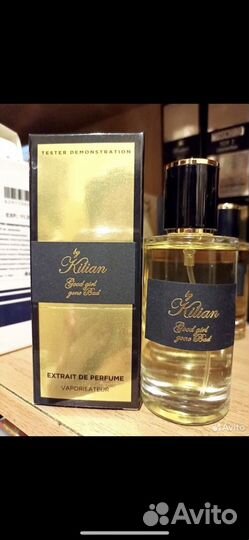 TESTER DEMONSTRATION
by
Kilian
Good girl
gone Bad
EXTRAIT DE PERFUME
VAPORISATEUR
by
Kilian
Good girl
gone Bad
Avito
Avito